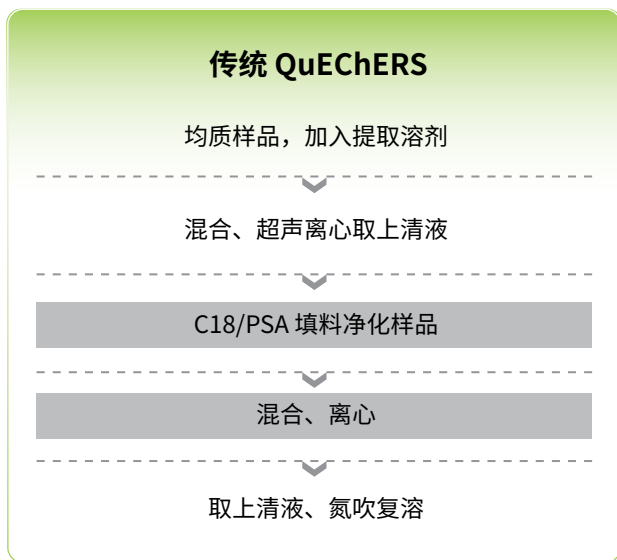 传统 QuEChERS
均质样品，加入提取溶剂
混合、超声离心取上清液
C18/PSA 填料净化样品
混合、离心
取上清液、氮吹复溶